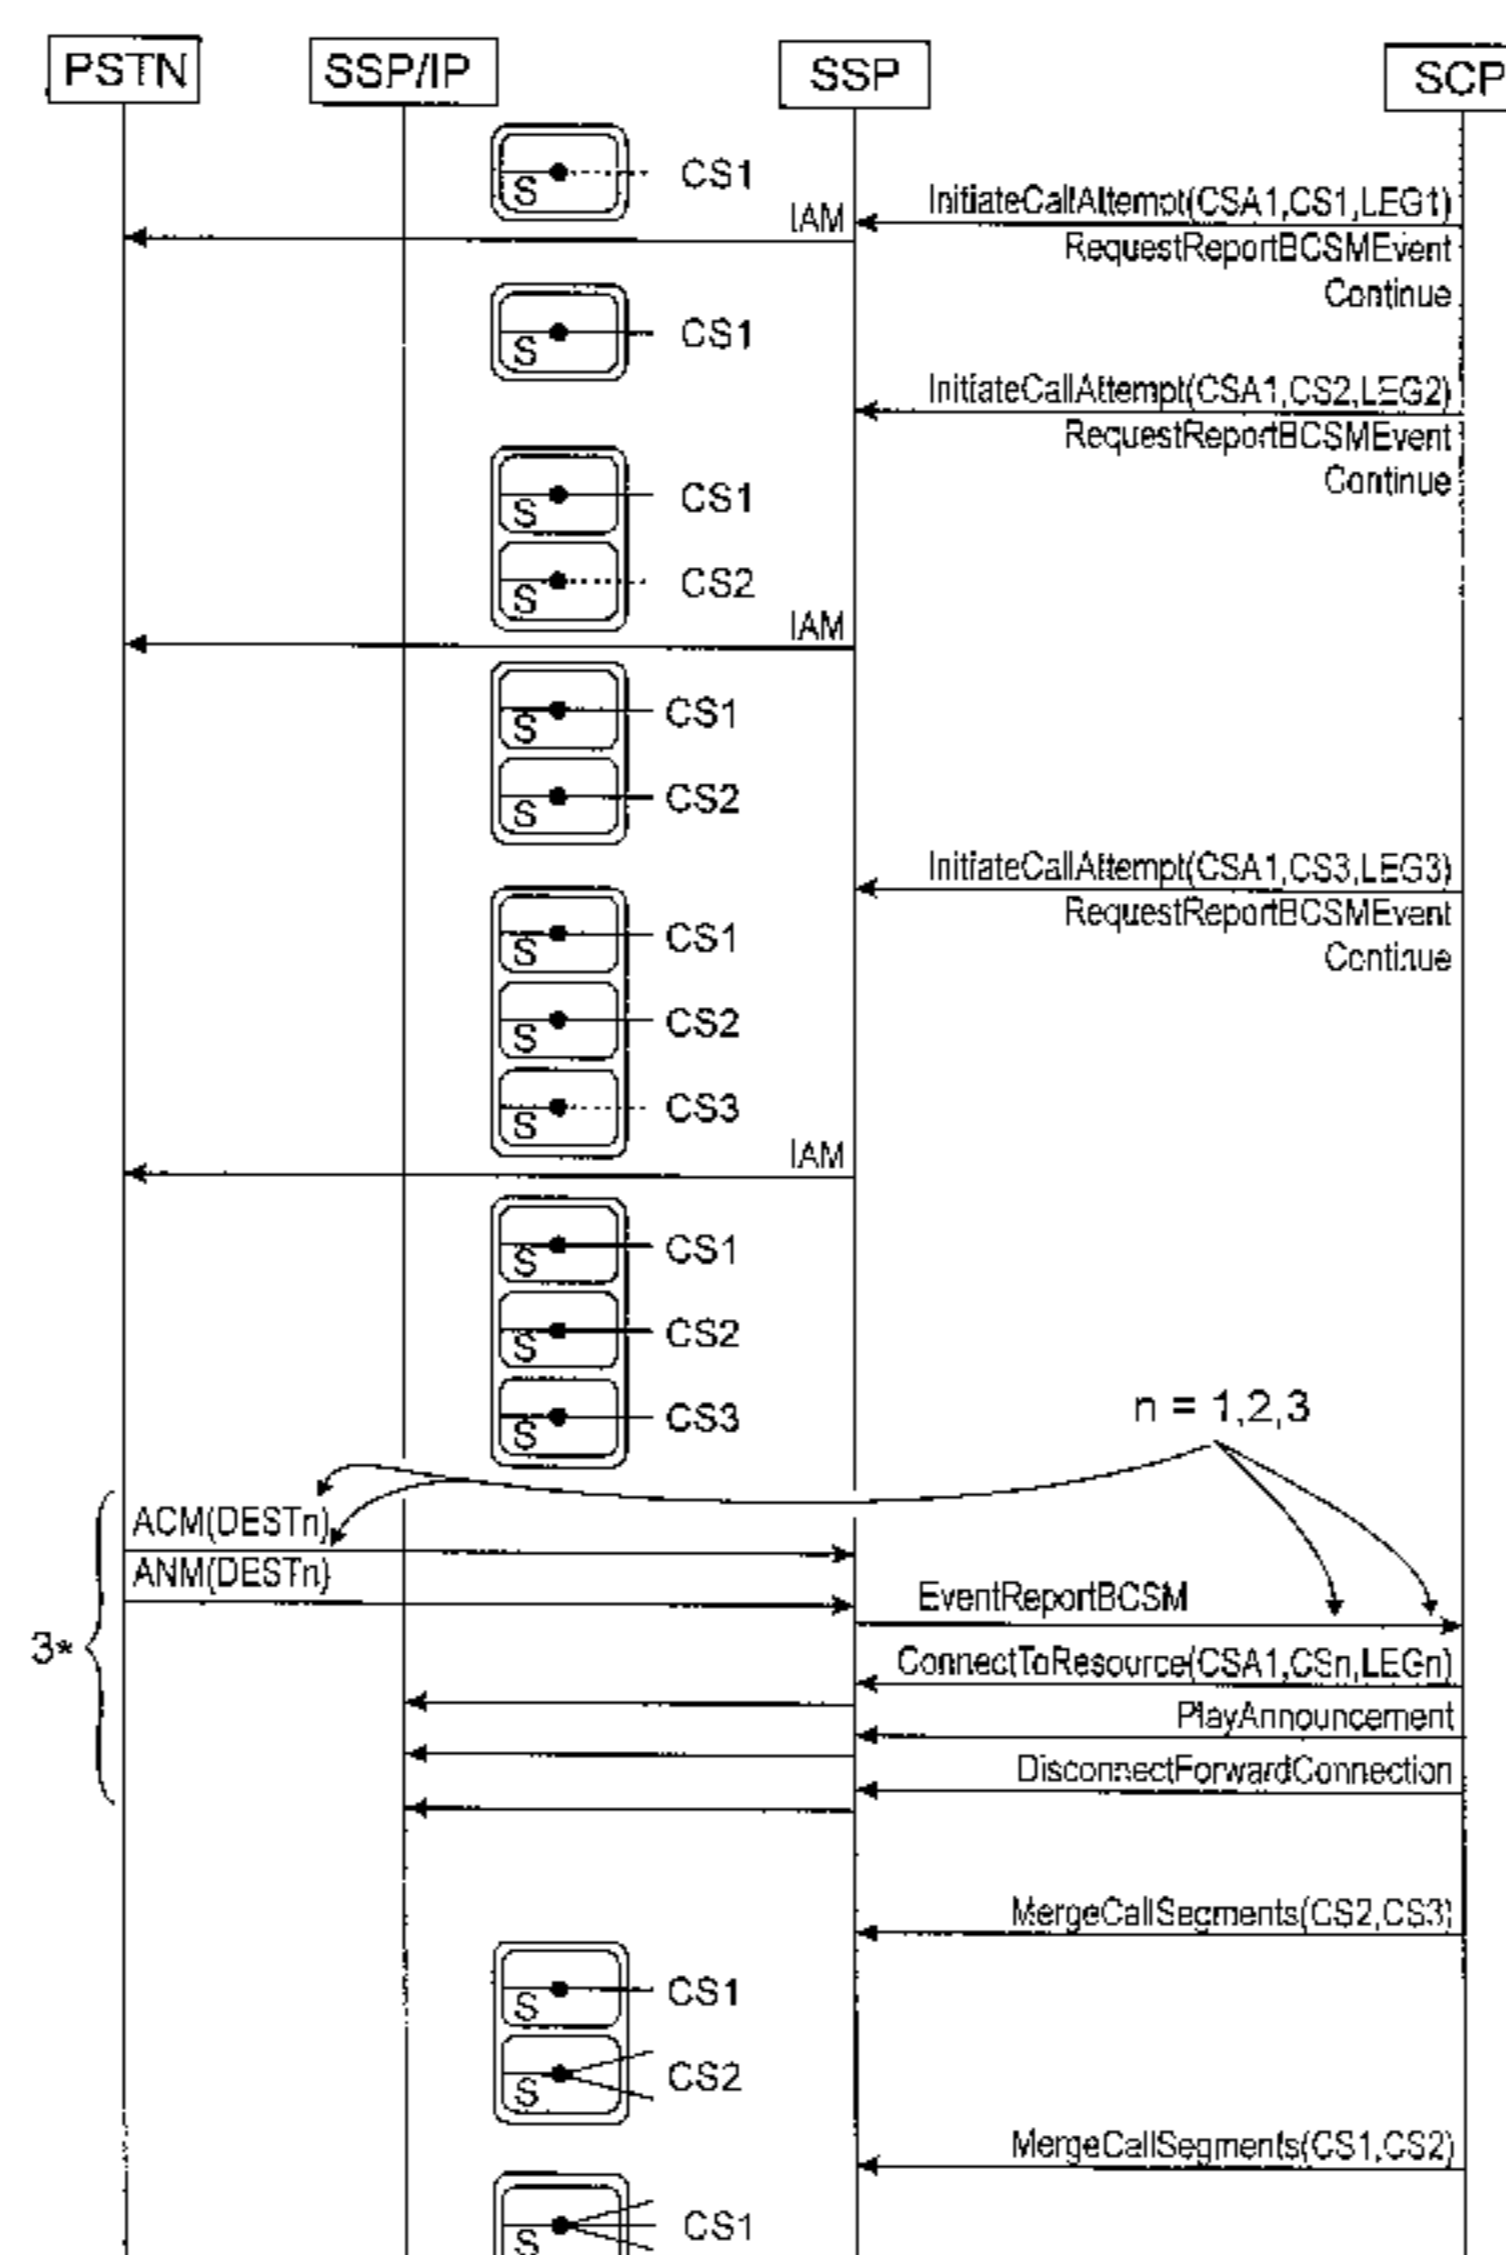 PSTN SSP/IP SSP SCP
S CS1
InitiateCallAttempt(CSA1,CS1,LEG1)
IAM
RequestReportBCSMEvent
Continue
S CS1
InitiateCallAttempt(CSA1,CS2,LEG2)
RequestReportBCSMEvent
Continue
S CS1
S CS2
IAM
S CS1
S CS2
InitiateCallAttempt(CSA1,CS3,LEG3)
RequestReportBCSMEvent
Continue
S CS1
S CS2
S CS3
IAM
S CS1
S CS2
S CS3
n = 1,2,3
ACM(DESTn)
ANM(DESTn)
EventReportBCSM
3*
ConnectToResource(CSA1,CSn,LEGn)
PlayAnnouncement
DisconnectForwardConnection
MergeCallSegments(CS2,CS3)
S CS1
S CS2
MergeCallSegments(CS1,CS2)
S CS1